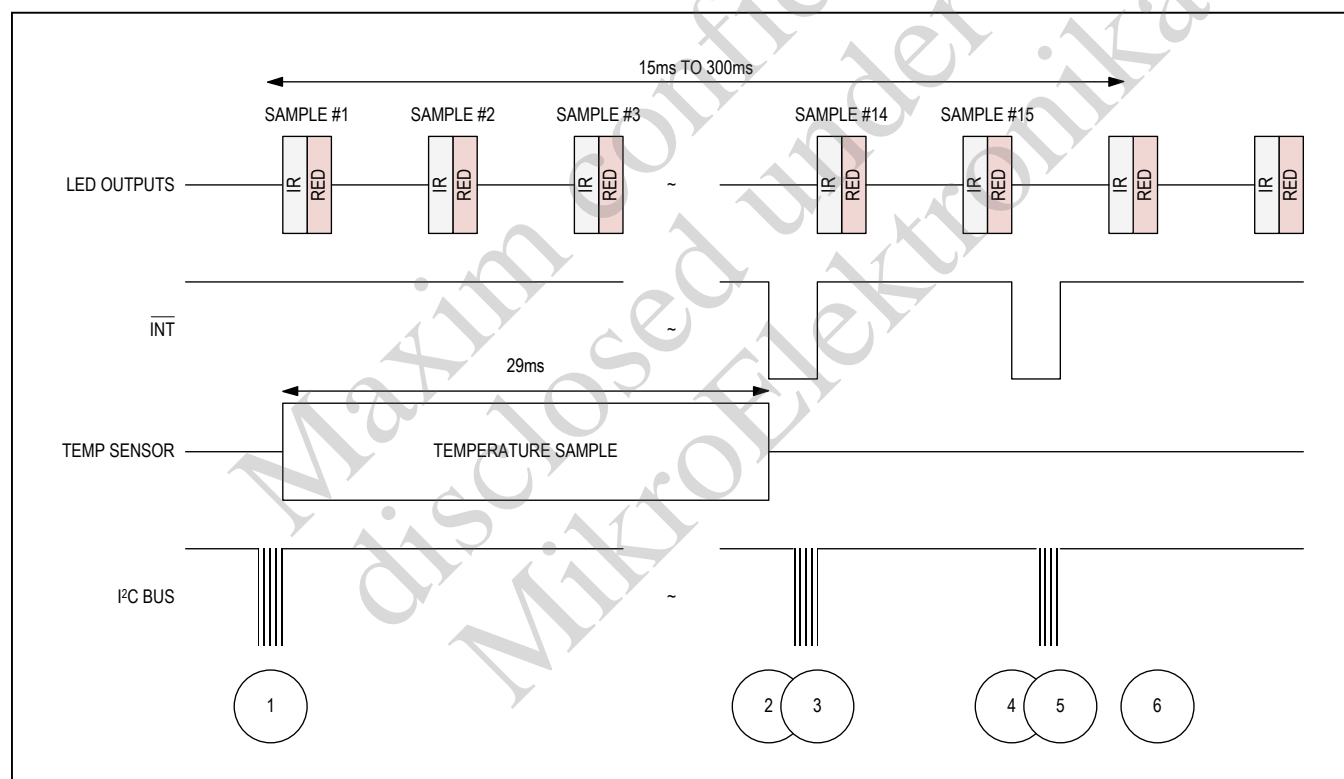 15ms TO 300ms
SAMPLE #1 SAMPLE #2 SAMPLE #3 SAMPLE #14 SAMPLE #15
LED OUTPUTS
IR RED IR RED IR RED ~ IR RED IR RED IR RED IR RED
INT ~
29ms
TEMP SENSOR TEMPERATURE SAMPLE
I²C BUS ~
1 2 3 4 5 6
Maxim confi
disclosed under
MikroElektronika